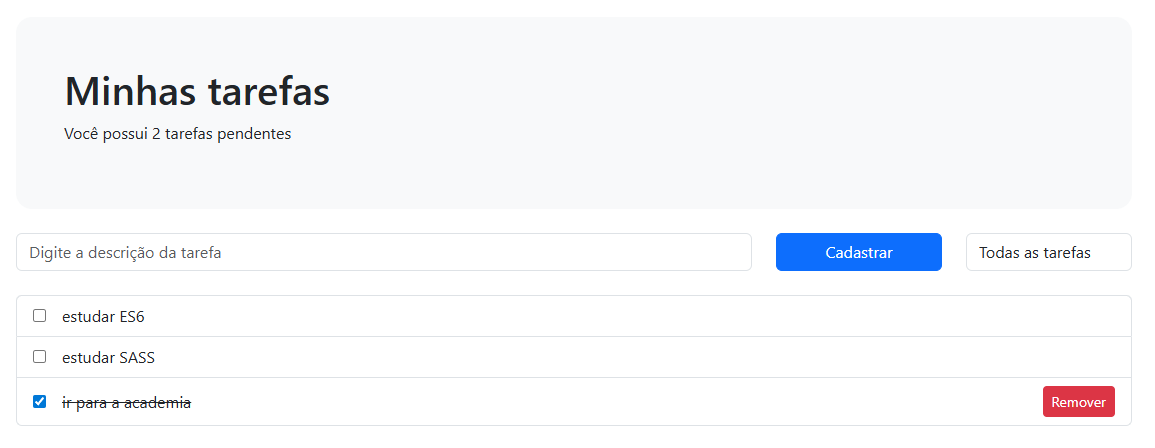 Minhas tarefas
Você possui 2 tarefas pendentes
Digite a descrição da tarefa
Cadastrar
Todas as tarefas
estudar ES6
estudar SASS
ir para a academia
Remover